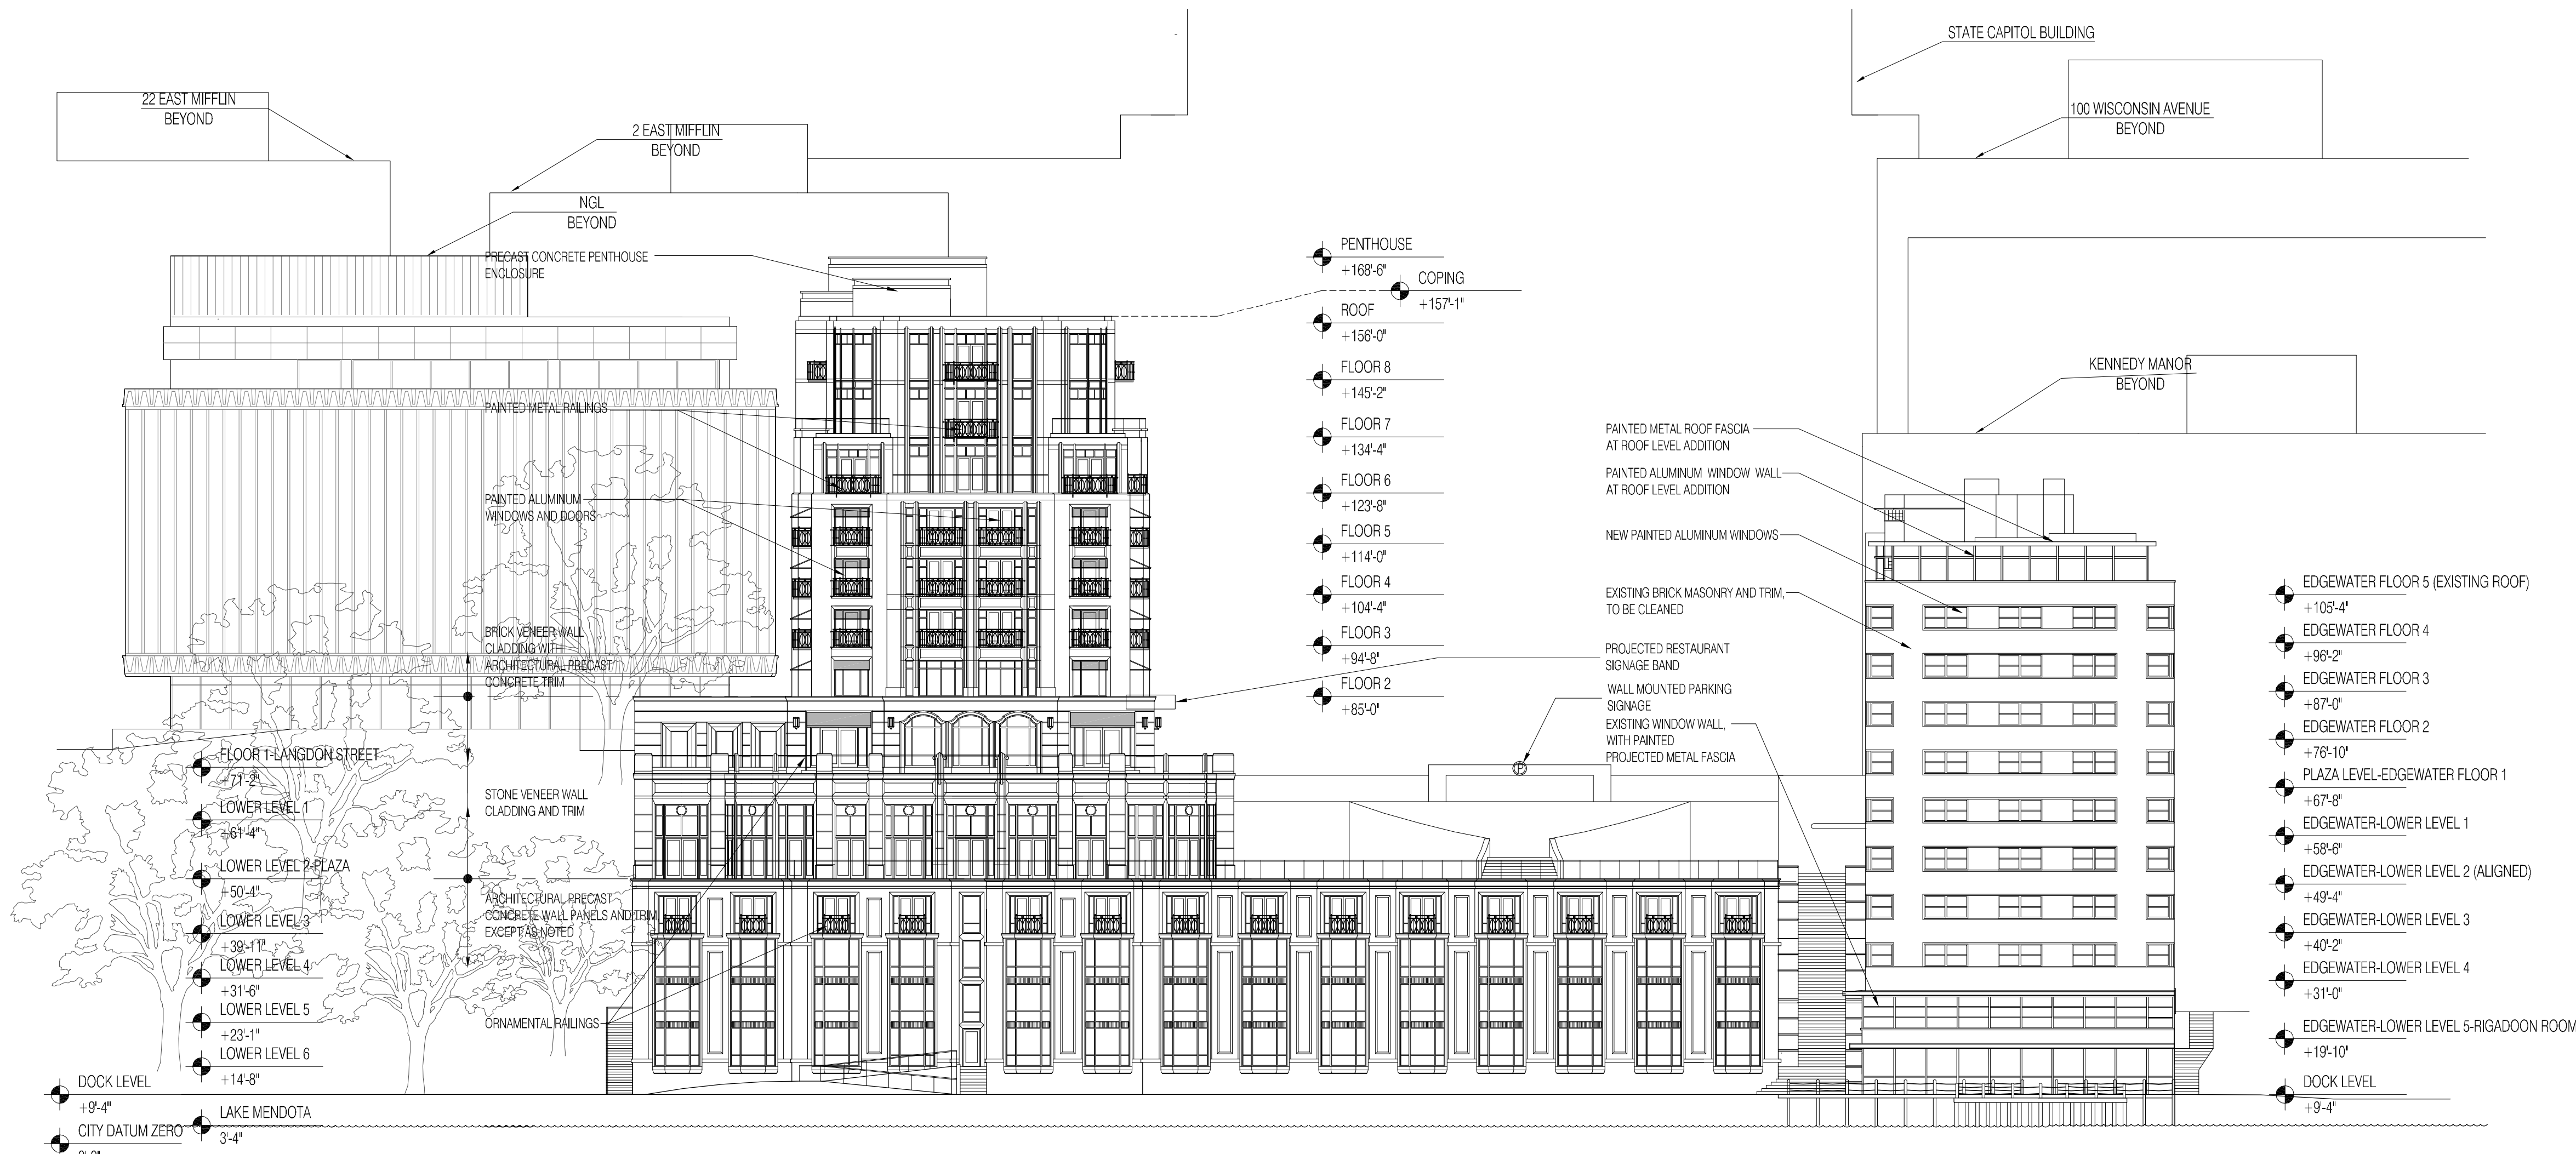 STATE CAPITOL BUILDING
22 EAST MIFFLIN
BEYOND
2 EAST MIFFLIN
BEYOND
100 WISCONSIN AVENUE
BEYOND
NGL
BEYOND
PRECAST CONCRETE PENTHOUSE
ENCLOSURE
PENTHOUSE
+168'-6"
COPING
+157'-1"
ROOF
+156'-0"
FLOOR 8
+145'-2"
FLOOR 7
+134'-4"
FLOOR 6
+123'-8"
FLOOR 5
+114'-0"
FLOOR 4
+104'-4"
FLOOR 3
+94'-8"
FLOOR 2
+85'-0"
KENNEDY MANOR
BEYOND
PAINTED METAL RAILINGS
PAINTED ALUMINUM
WINDOWS AND DOORS
BRICK VENEER WALL
CLADDING WITH
ARCHITECTURAL PRECAST
CONCRETE TRIM
STONE VENEER WALL
CLADDING AND TRIM
ARCHITECTURAL PRECAST
CONCRETE WALL PANELS AND TRIM
EXCEPT AS NOTED
ORNAMENTAL RAILINGS
PAINTED METAL ROOF FASCIA
AT ROOF LEVEL ADDITION
PAINTED ALUMINUM WINDOW WALL
AT ROOF LEVEL ADDITION
NEW PAINTED ALUMINUM WINDOWS
EXISTING BRICK MASONRY AND TRIM,
TO BE CLEANED
PROJECTED RESTAURANT
SIGNAGE BAND
WALL MOUNTED PARKING
SIGNAGE
EXISTING WINDOW WALL,
WITH PAINTED
PROJECTED METAL FASCIA
P
EDGEWATER FLOOR 5 (EXISTING ROOF)
+105'-4"
EDGEWATER FLOOR 4
+96'-2"
EDGEWATER FLOOR 3
+87'-0"
EDGEWATER FLOOR 2
+76'-10"
PLAZA LEVEL-EDGEWATER FLOOR 1
+67'-8"
EDGEWATER-LOWER LEVEL 1
+58'-6"
EDGEWATER-LOWER LEVEL 2 (ALIGNED)
+49'-4"
EDGEWATER-LOWER LEVEL 3
+40'-2"
EDGEWATER-LOWER LEVEL 4
+31'-0"
EDGEWATER-LOWER LEVEL 5-RIGADOON ROOM
+19'-10"
DOCK LEVEL
+9'-4"
FLOOR 1-LANGDON STREET
+71'-2"
LOWER LEVEL 1
+61'-4"
LOWER LEVEL 2-PLAZA
+50'-4"
LOWER LEVEL 3
+39'-11"
LOWER LEVEL 4
+31'-6"
LOWER LEVEL 5
+23'-1"
LOWER LEVEL 6
+14'-8"
DOCK LEVEL
+9'-4"
LAKE MENDOTA
3'-4"
CITY DATUM ZERO